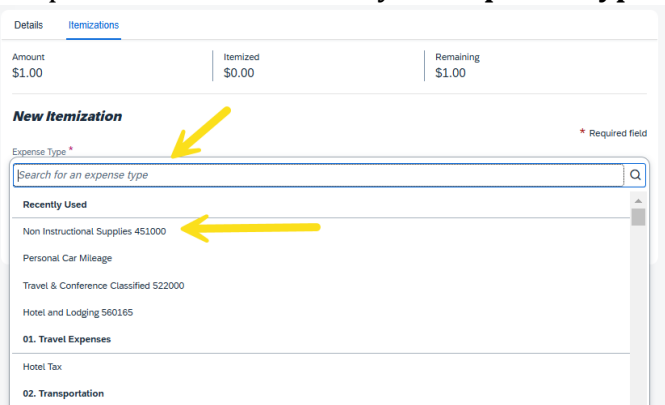 Details Itemizations
Amount Itemized Remaining
$1.00 $0.00 $1.00
New Itemization
* Required field
Expense Type *
Search for an expense type
Recently Used
Non Instructional Supplies 451000
Personal Car Mileage
Travel & Conference Classified 522000
Hotel and Lodging 560165
01. Travel Expenses
Hotel Tax
02. Transportation